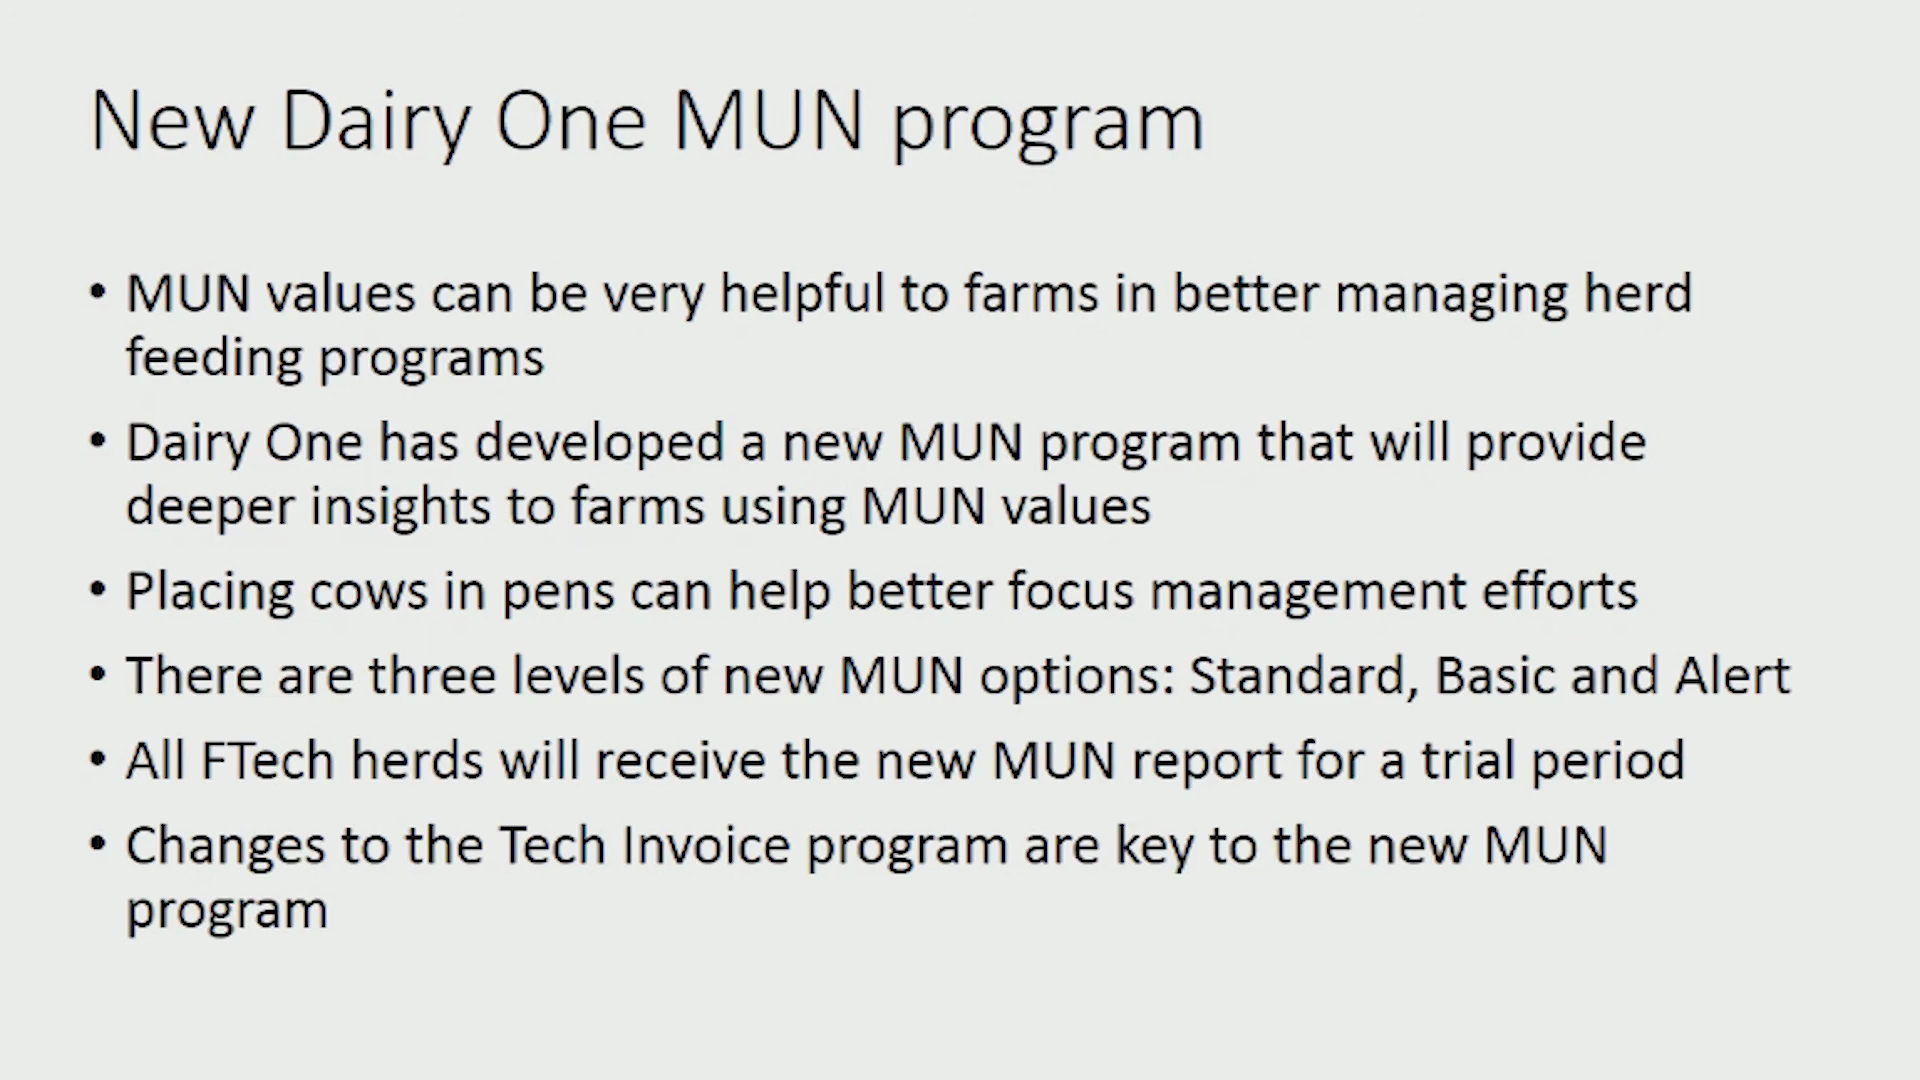 New Dairy One MUN program
• MUN values can be very helpful to farms in better managing herd
feeding programs
• Dairy One has developed a new MUN program that will provide
deeper insights to farms using MUN values
• Placing cows in pens can help better focus management efforts
• There are three levels of new MUN options: Standard, Basic and Alert
• All FTech herds will receive the new MUN report for a trial period
• Changes to the Tech Invoice program are key to the new MUN
program